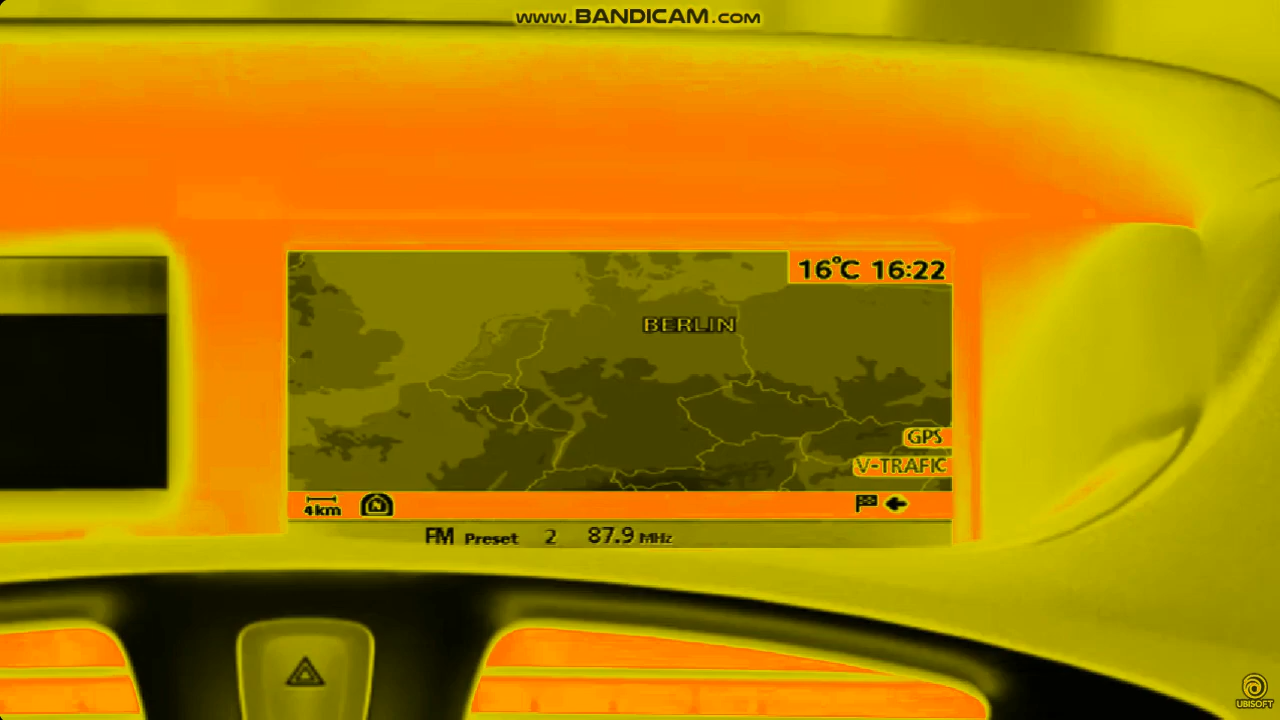 www.BANDICAM.com
16°C 16:22
BERLIN
GPS
V-TRAFIC
4km
N
FM Preset 2 87.9 MHz
UBISOFT